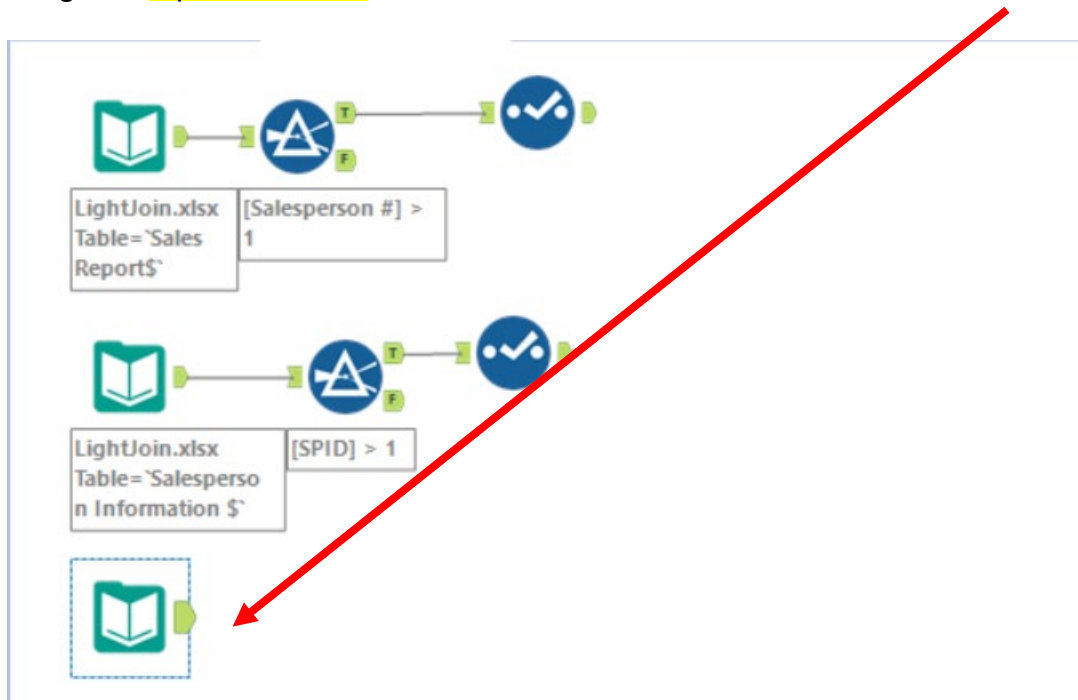 T
F
LightJoin.xlsx
Table=`Sales
Report$`
[Salesperson #] >
1
T
F
LightJoin.xlsx
Table=`Salesperso
n Information $`
[SPID] > 1